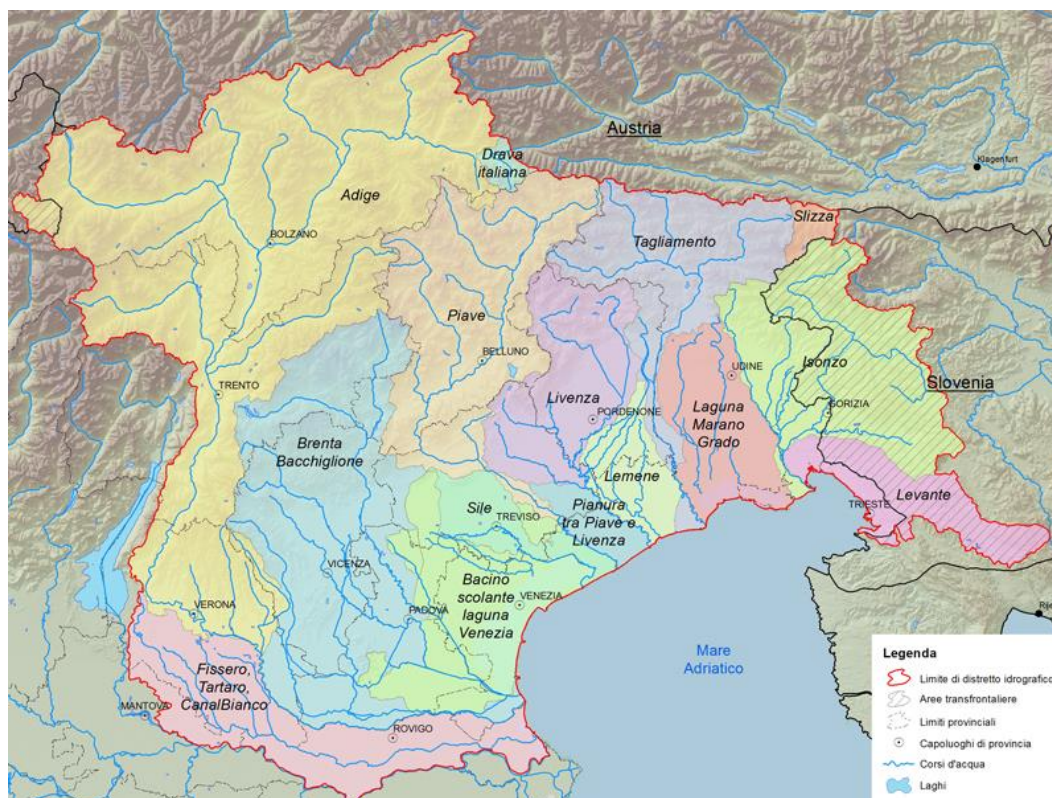 Austria
Klagenfurt
Drava
italiana
Adige
Slizza
Tagliamento
BOLZANO
Piave
BELLUNO
UDINE
Isonzo
Slovenia
TRENTO
Livenza
PORDENONE
Laguna
Marano
Grado
GORIZIA
Brenta
Bacchiglione
Lemene
Levante
TRIESTE
Sile
TREVISO
Pianura
tra Piave e
Livenza
VICENZA
Bacino
scolante
laguna
Venezia
VENEZIA
PADOVA
VERONA
Rij
Mare
Adriatico
Fissero,
Tartaro,
CanalBianco
MANTOVA
ROVIGO
Legenda
Limite di distretto idrografico
Aree transfrontaliere
Limiti provinciali
Capoluoghi di provincia
Corsi d'acqua
Laghi